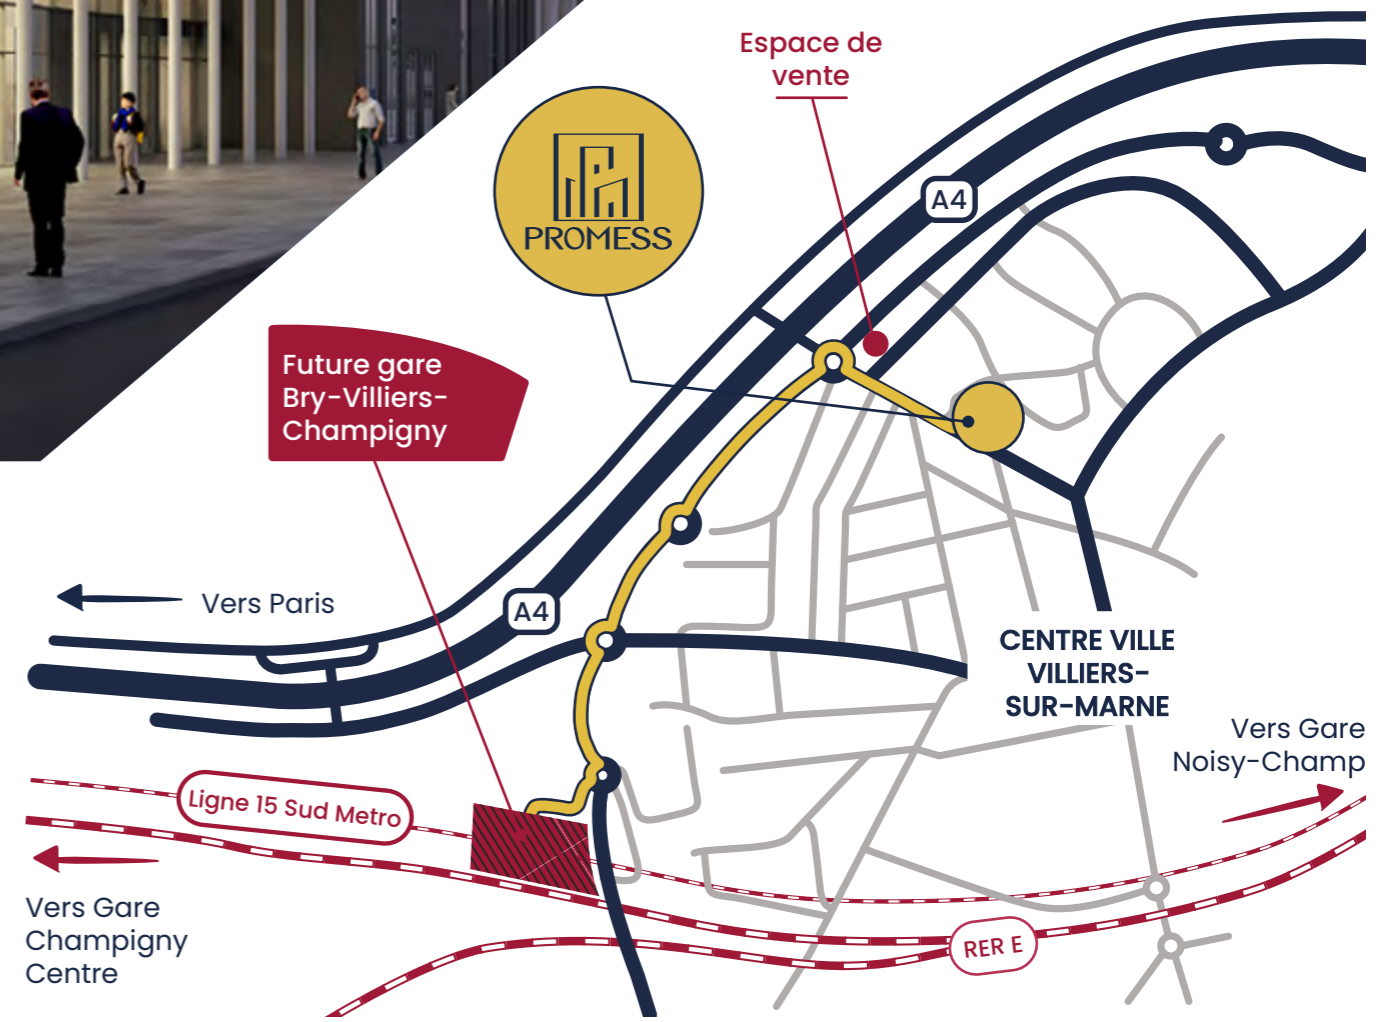 Espace de
vente
A4
PROMESS
Future gare
Bry-Villiers-
Champigny
Vers Paris
A4
CENTRE VILLE
VILLIERS-
SUR-MARNE
Vers Gare
Noisy-Champ
Ligne 15 Sud Metro
Vers Gare
Champigny
Centre
RER E